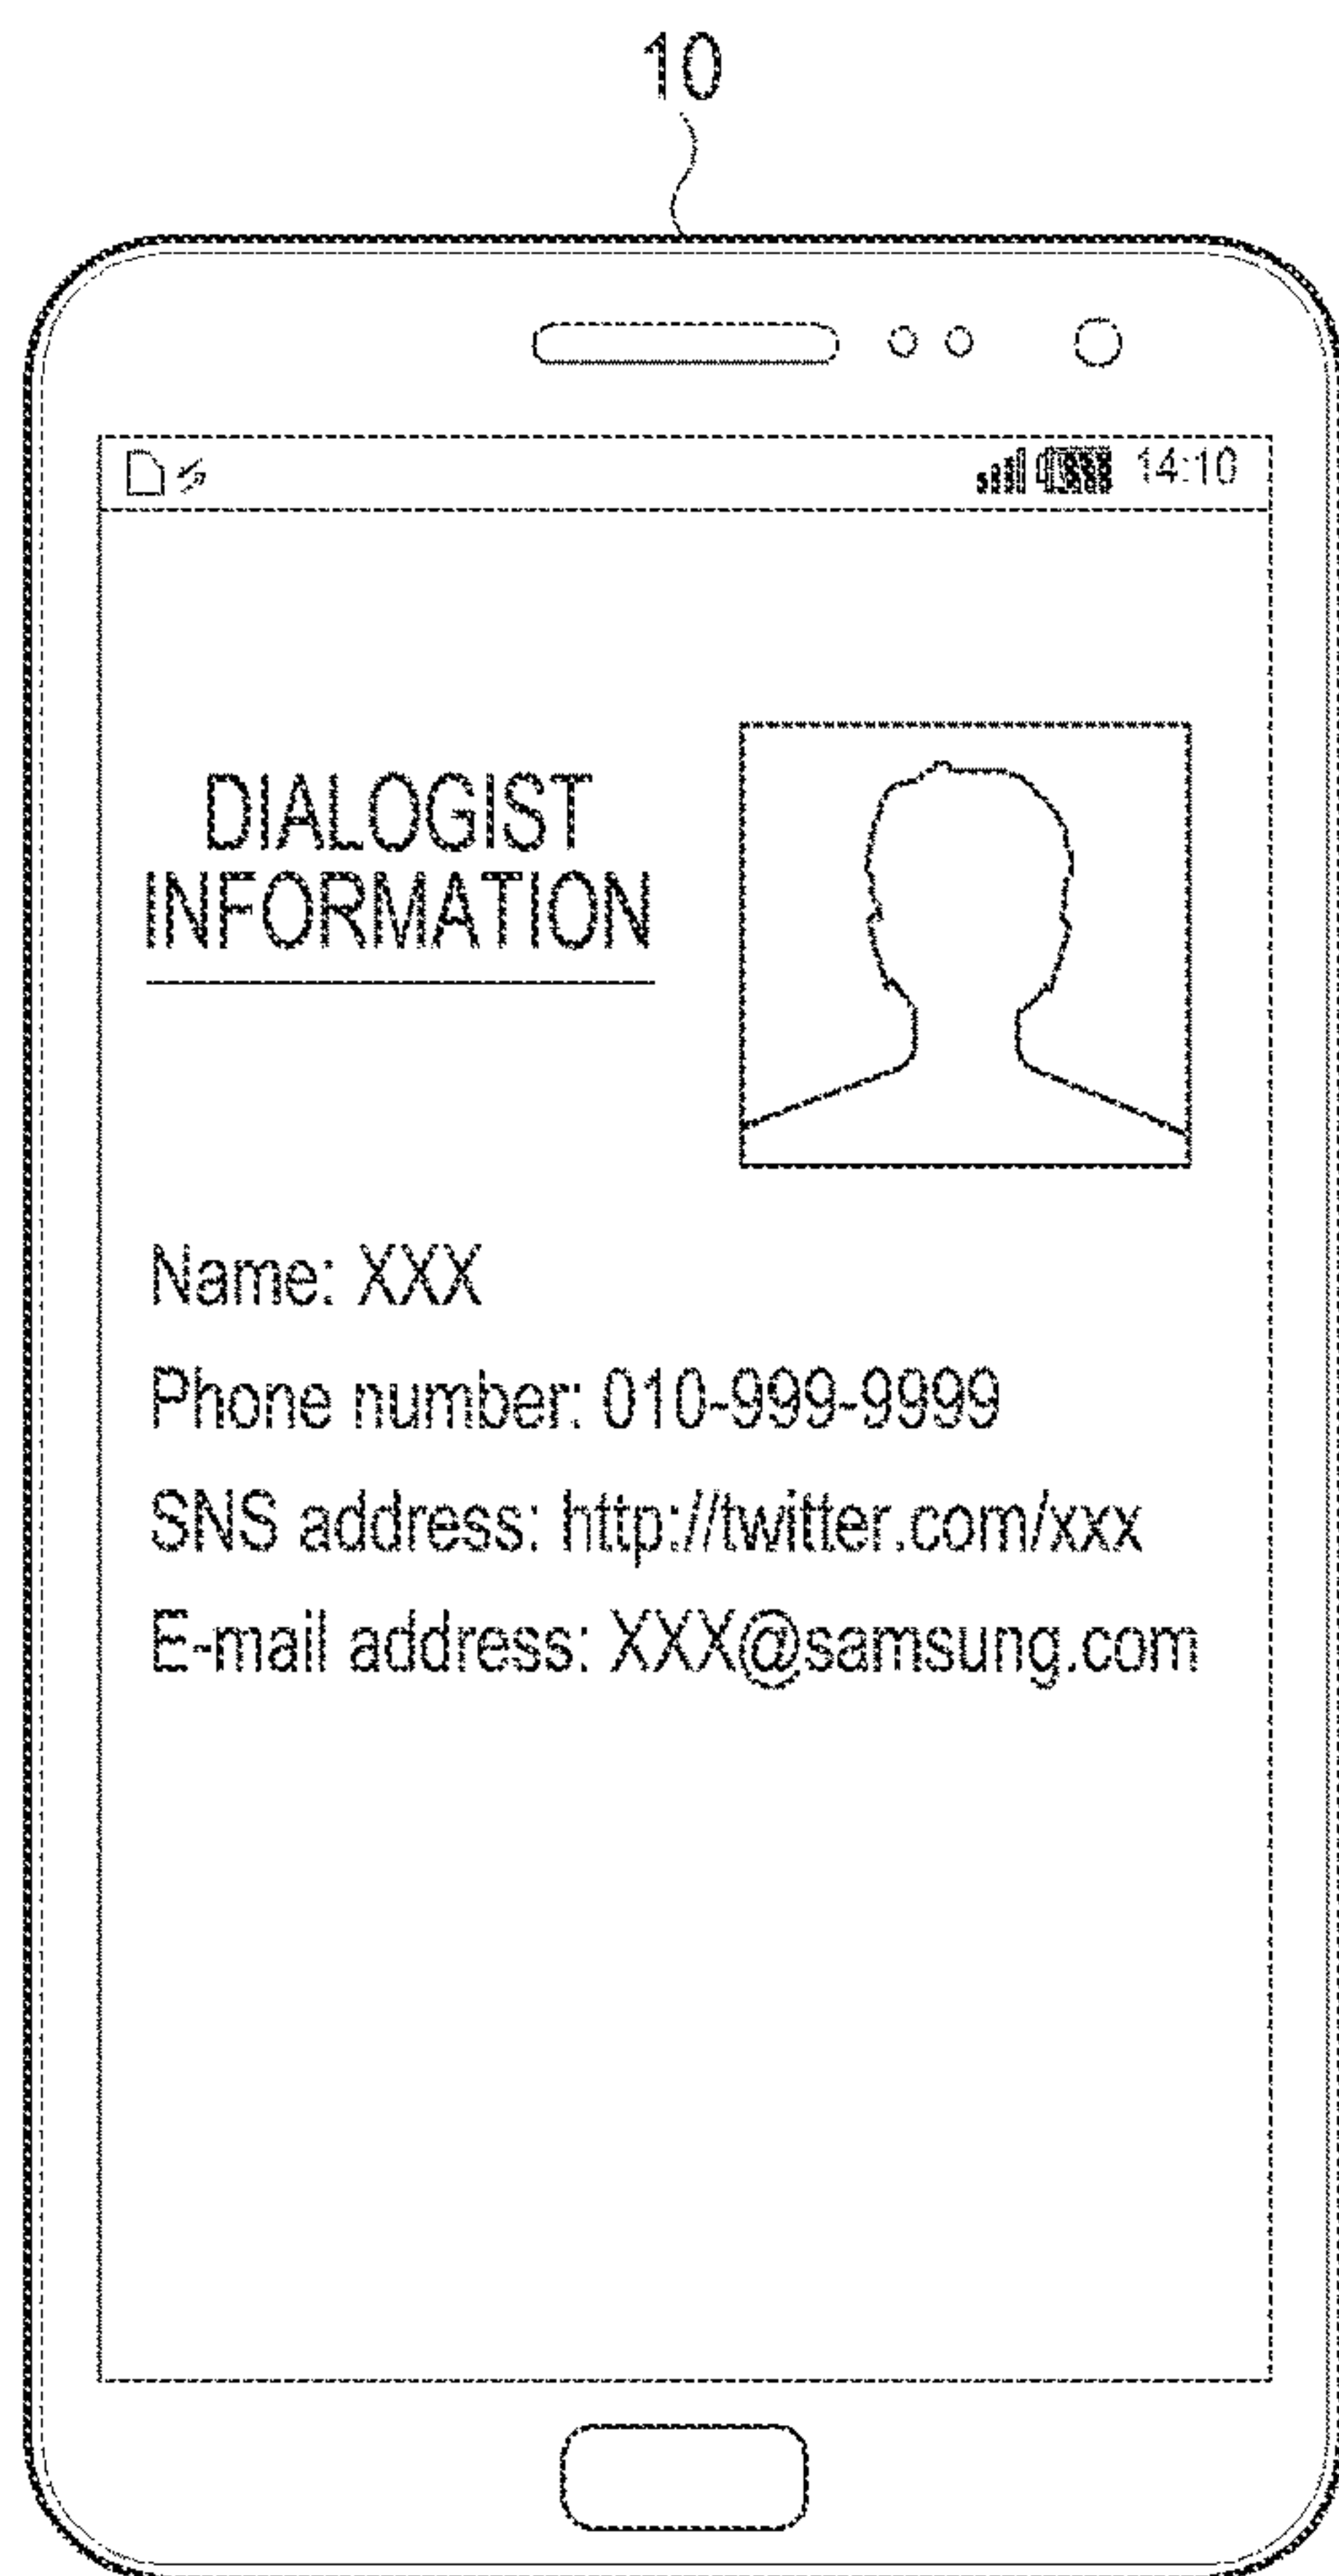 10
14:10
DIALOGIST
INFORMATION
Name: XXX
Phone number: 010-999-9999
SNS address: http://twitter.com/xxx
E-mail address: XXX@samsung.com